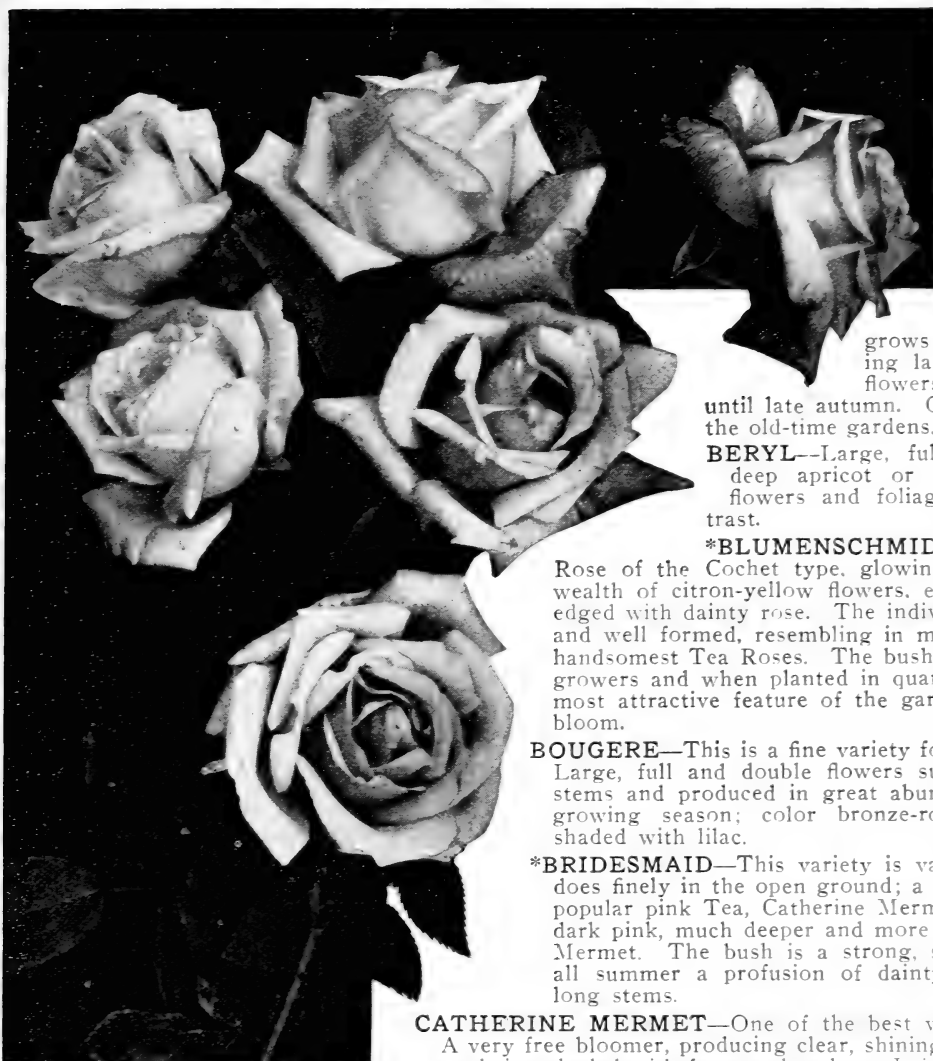 grows
ing la
flowers
until late autumn. O
the old-time gardens.
BERYL--Large, ful
deep apricot or
flowers and foliag
trast.
*BLUMENSCHMID
Rose of the Cochet type, glowin
wealth of citron-yellow flowers, e
edged with dainty rose. The indiv
and well formed, resembling in m
handsomest Tea Roses. The bush
growers and when planted in quan
most attractive feature of the gar
bloom.
BOUGERE—This is a fine variety fo
Large, full and double flowers su
stems and produced in great abun
growing season; color bronze-ro
shaded with lilac.
*BRIDESMAID—This variety is va
does finely in the open ground; a
popular pink Tea, Catherine Merm
dark pink, much deeper and more
Mermet. The bush is a strong, s
all summer a profusion of dainty
long stems.
CATHERINE MERMET—One of the best v
A very free bloomer, producing clear, shining